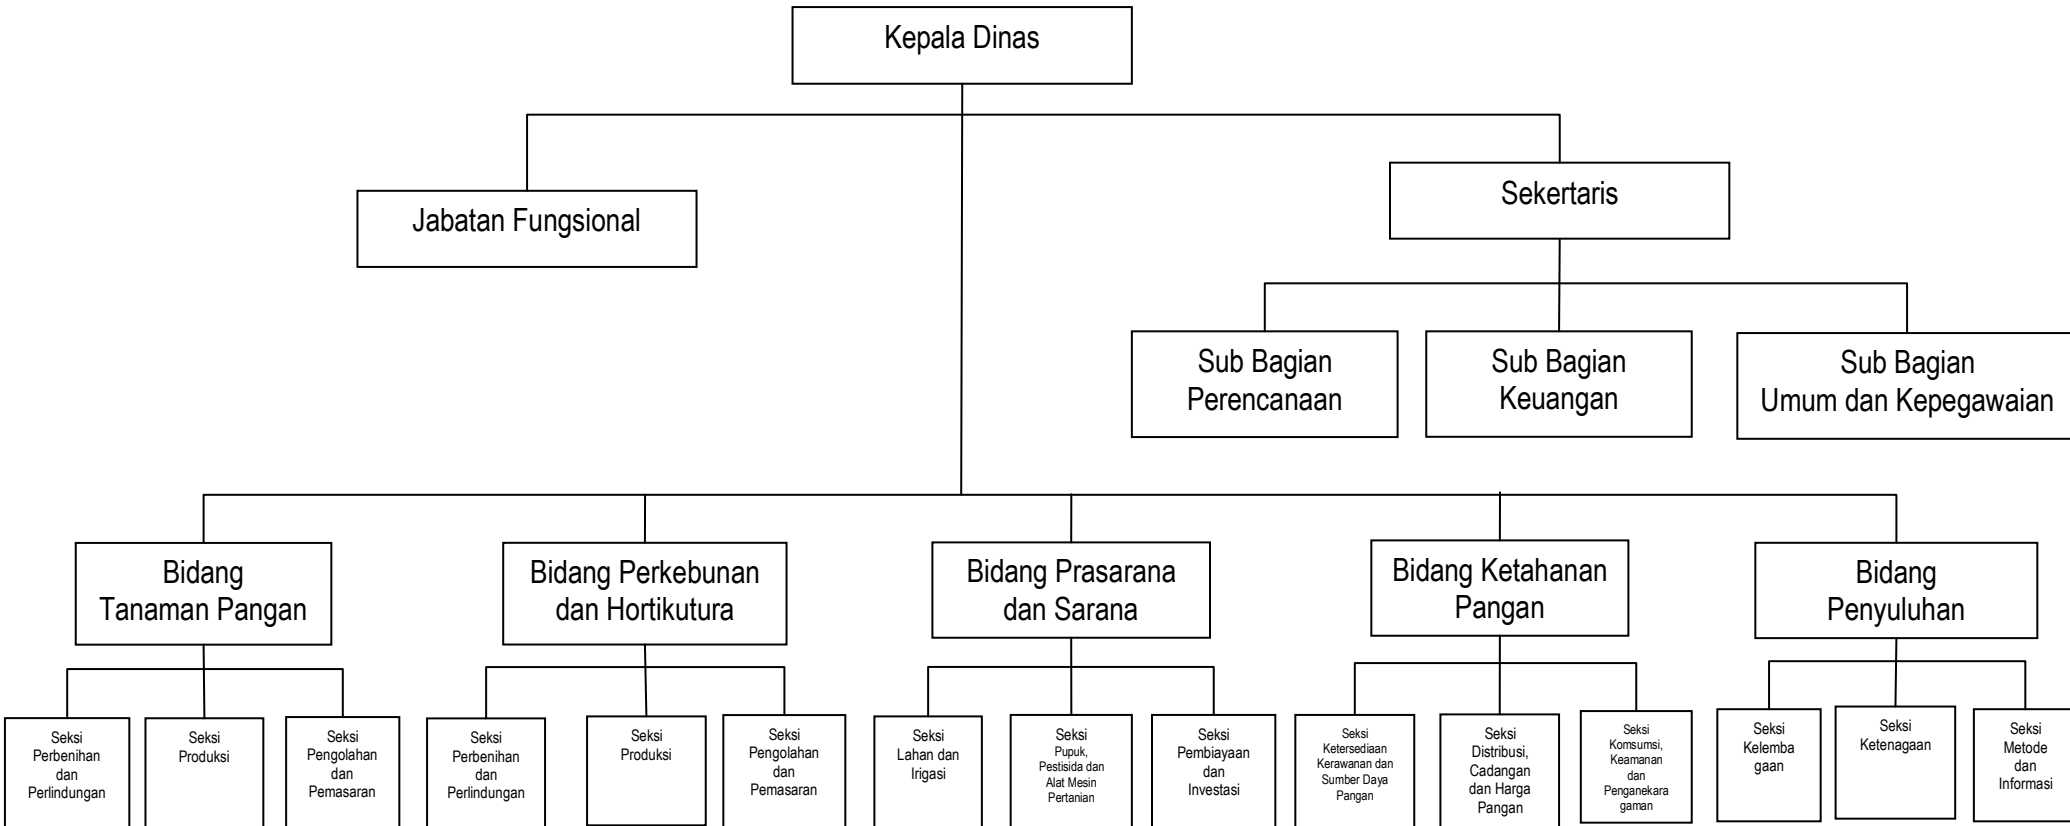 Kepala Dinas
Jabatan Fungsional
Sekertaris
Sub Bagian
Perencanaan
Sub Bagian
Keuangan
Sub Bagian
Umum dan Kepegawaian
Bidang
Tanaman Pangan
Bidang Perkebunan
dan Hortikutura
Bidang Prasarana
dan Sarana
Bidang Ketahanan
Pangan
Bidang
Penyuluhan
Seksi
Perbenihan
dan
Perlindungan
Seksi
Produksi
Seksi
Pengolahan
dan
Pemasaran
Seksi
Perbenihan
dan
Perlindungan
Seksi
Produksi
Seksi
Pengolahan
dan
Pemasaran
Seksi
Lahan dan
Irigasi
Seksi
Pupuk,
Pestisida dan
Alat Mesin
Pertanian
Seksi
Pembiayaan
dan
Investasi
Seksi
Ketersediaan
Kerawanan dan
Sumber Daya
Pangan
Seksi
Distribusi,
Cadangan
dan Harga
Pangan
Seksi
Komsumsi,
Keamanan
dan
Penganekara
gaman
Seksi
Kelemba
gaan
Seksi
Ketenagaan
Seksi
Metode
dan
Informasi